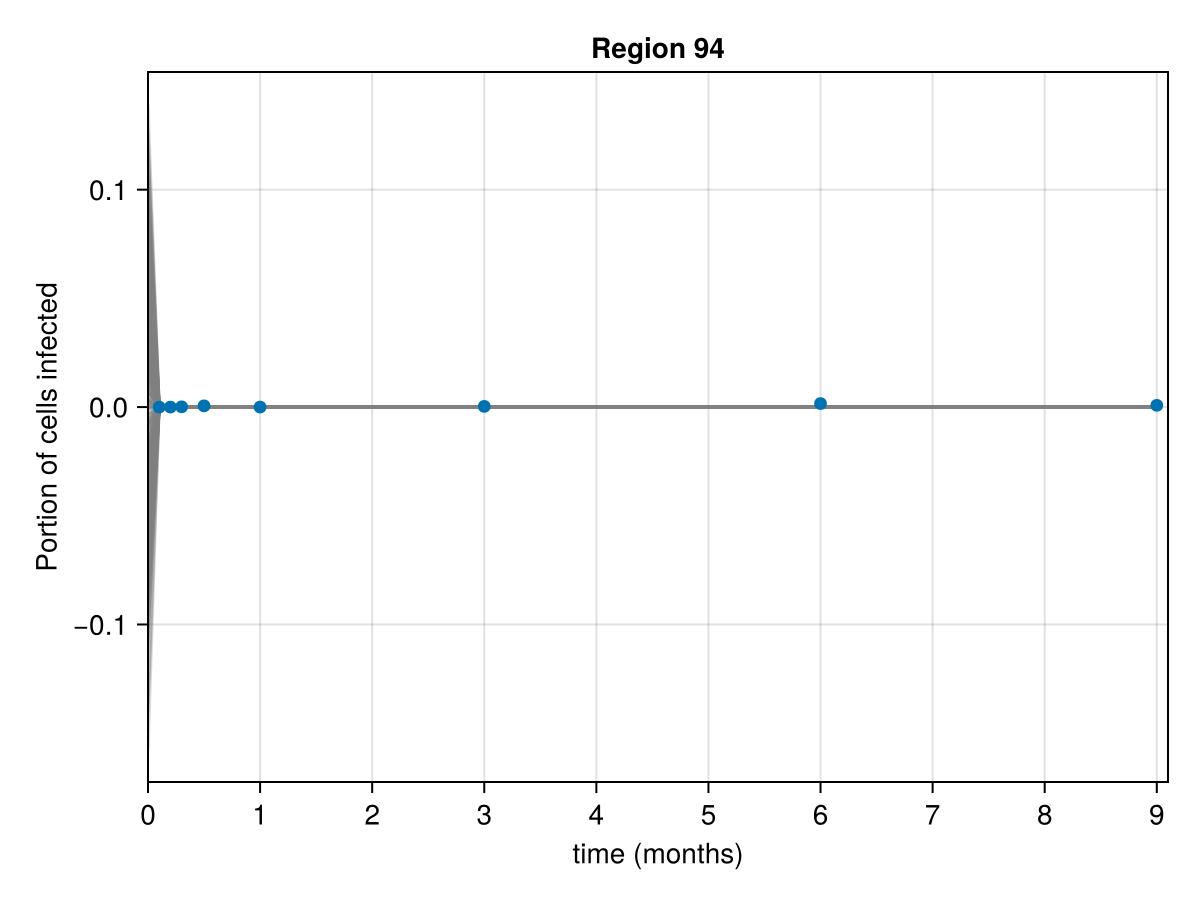 Region 94
Portion of cells infected
0.1
0.0
−0.1
0 1 2 3 4 5 6 7 8 9
time (months)